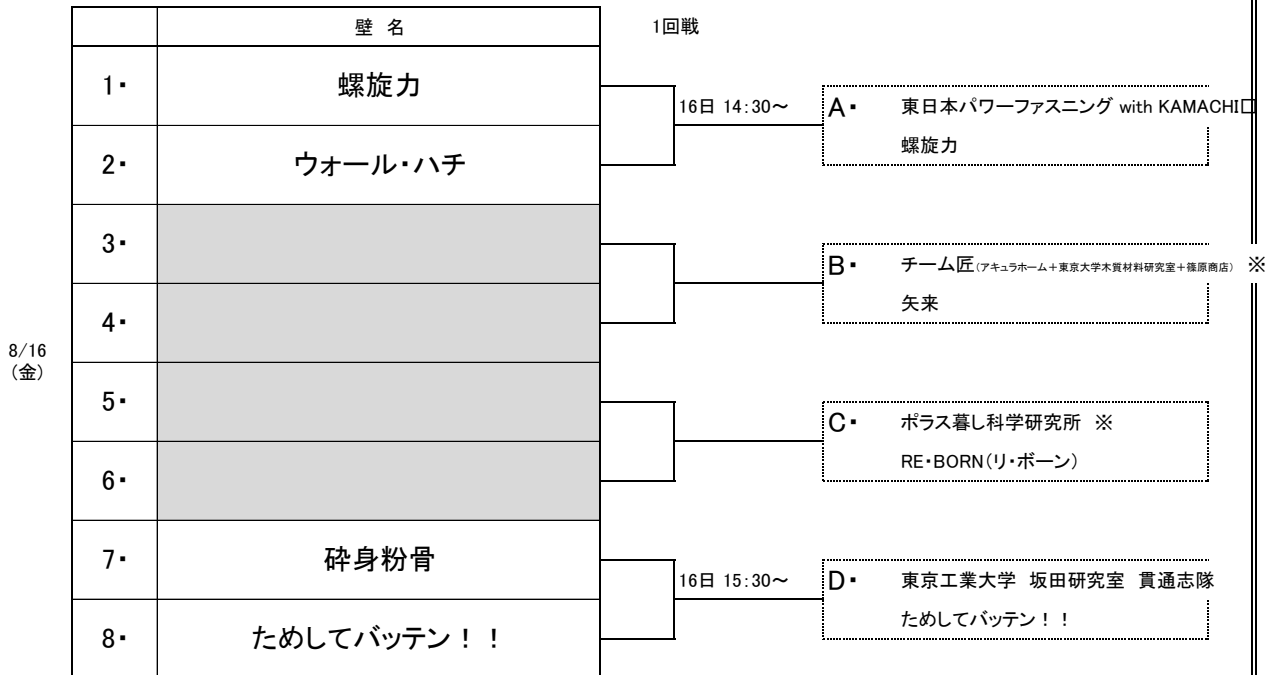 壁 名
1回戦
1・
螺旋力
16日 14:30～
A・ 東日本パワーファスニング with KAMACHI□
螺旋力
2・
ウォール・ハチ
3・
B・ チーム匠(アキュラホーム＋東京大学木質材料研究室＋篠原商店) ※
矢来
4・
8/16
(金)
5・
C・ ポラス暮し科学研究所 ※
RE・BORN(リ・ボーン)
6・
7・
砕身粉骨
16日 15:30～
D・ 東京工業大学 坂田研究室 貫通志隊
ためしてバッテン！！
8・
ためしてバッテン！！